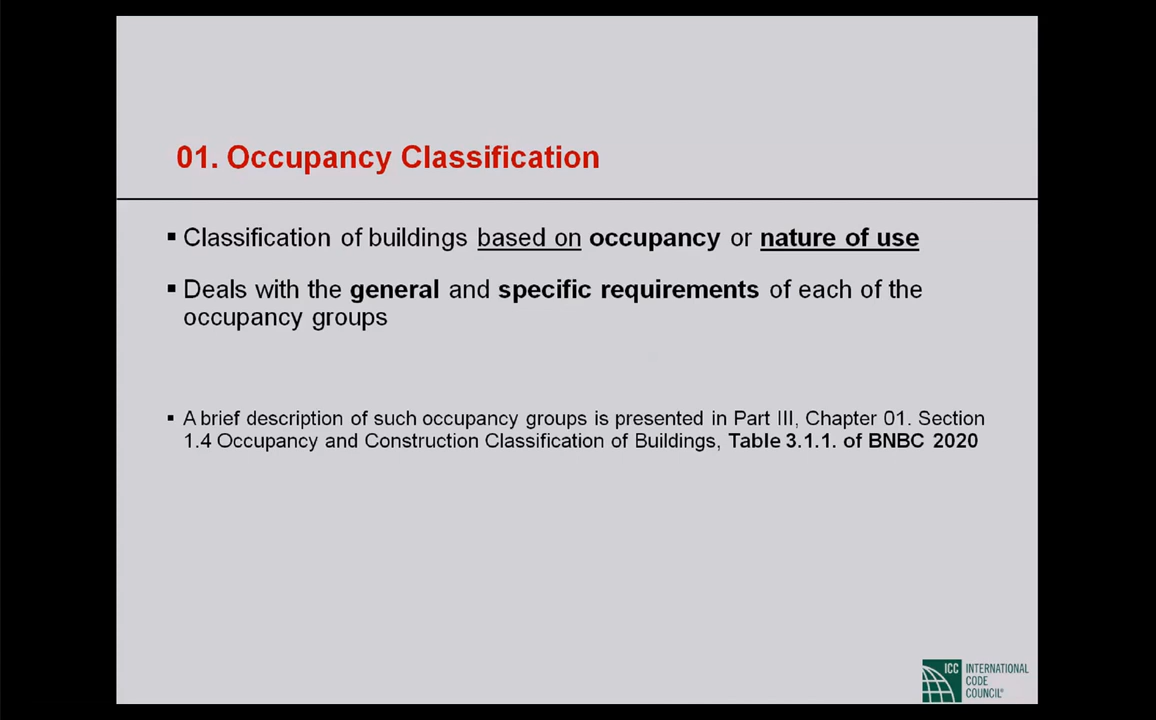 01. Occupancy Classification
▪ Classification of buildings based on occupancy or nature of use
▪ Deals with the general and specific requirements of each of the
occupancy groups
▪ A brief description of such occupancy groups is presented in Part III, Chapter 01. Section
1.4 Occupancy and Construction Classification of Buildings, Table 3.1.1. of BNBC 2020
ICC INTERNATIONAL
CODE
COUNCIL®